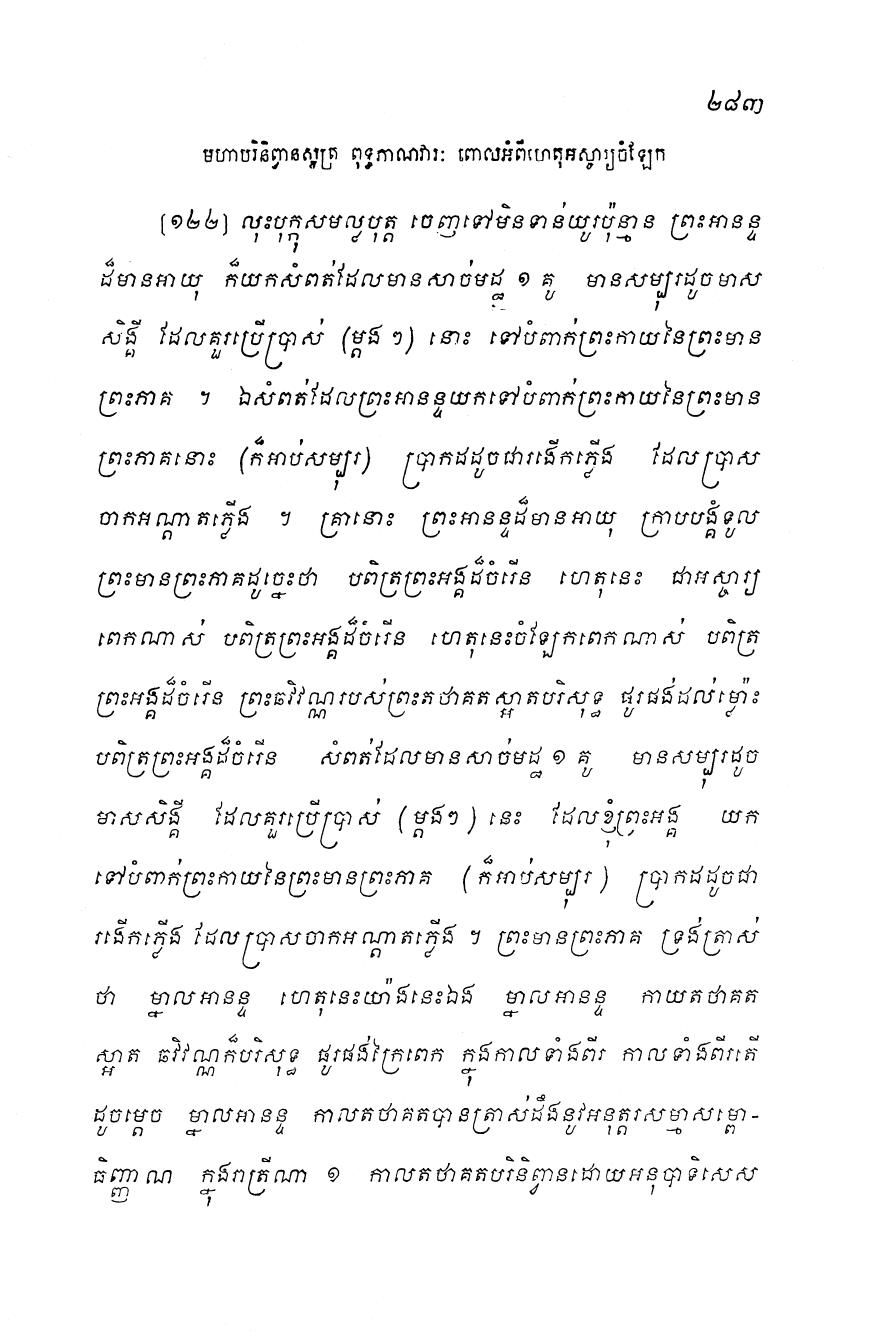 ២៨៣
មហាបរិនិព្វានសូត្រ ពុទ្ធភាណវារៈ ពោលអំពីហេតុអស្ចារ្យចំឡែក
[១២២] លុះបុក្កុសមល្លបុត្ត ចេញទៅមិនទាន់យូរប៉ុន្មាន ព្រះអានន្ទ
ដ៏មានអាយុ ក៏យកសំពត់ដែលមានសាច់មដ្ឋ ១ គូ មានសម្បុរដូចមាស
សិង្គី ដែលគួរប្រើប្រាស់ (ម្តង ៗ) នោះ ទៅបំពាក់ព្រះកាយនៃព្រះមាន
ព្រះភាគ ។ ឯសំពត់ដែលព្រះអានន្ទយកទៅបំពាក់ព្រះកាយនៃព្រះមាន
ព្រះភាគនោះ (ក៏អាប់សម្បុរ) ប្រាកដដូចជារងើកភ្លើង ដែលប្រាស
ចាកអណ្តាតភ្លើង ។ គ្រានោះ ព្រះអានន្ទដ៏មានអាយុ ក្រាបបង្គំទូល
ព្រះមានព្រះភាគដូច្នេះថា បពិត្រព្រះអង្គដ៏ចំរើន ហេតុនេះ ជាអស្ចារ្យ
ពេកណាស់ បពិត្រព្រះអង្គដ៏ចំរើន ហេតុនេះចំឡែកពេកណាស់ បពិត្រ
ព្រះអង្គដ៏ចំរើន ព្រះឆវិវណ្ណរបស់ព្រះតថាគតស្អាតបរិសុទ្ធ ផូរផង់ដល់ម្ល៉ោះ
បពិត្រព្រះអង្គដ៏ចំរើន សំពត់ដែលមានសាច់មដ្ឋ ១ គូ មានសម្បុរដូច
មាសសិង្គី ដែលគួរប្រើប្រាស់ (ម្តងៗ) នេះ ដែលខ្ញុំព្រះអង្គ យក
ទៅបំពាក់ព្រះកាយនៃព្រះមានព្រះភាគ (ក៏អាប់សម្បុរ) ប្រាកដដូចជា
រងើកភ្លើង ដែលប្រាសចាកអណ្តាតភ្លើង ។ ព្រះមានព្រះភាគ ទ្រង់ត្រាស់
ថា ម្នាលអានន្ទ ហេតុនេះយ៉ាងនេះឯង ម្នាលអានន្ទ កាយតថាគត
ស្អាត ឆវិវណ្ណក៏បរិសុទ្ធ ផូរផង់ក្រៃពេក ក្នុងកាលទាំងពីរ កាលទាំងពីរតើ
ដូចម្តេច ម្នាលអានន្ទ កាលតថាគតបានត្រាស់ដឹងនូវអនុត្តរសម្មាសម្ពោ-
ធិញ្ញាណ ក្នុងរាត្រីណា ១ កាលតថាគតបរិនិព្វានដោយអនុបាទិសេស